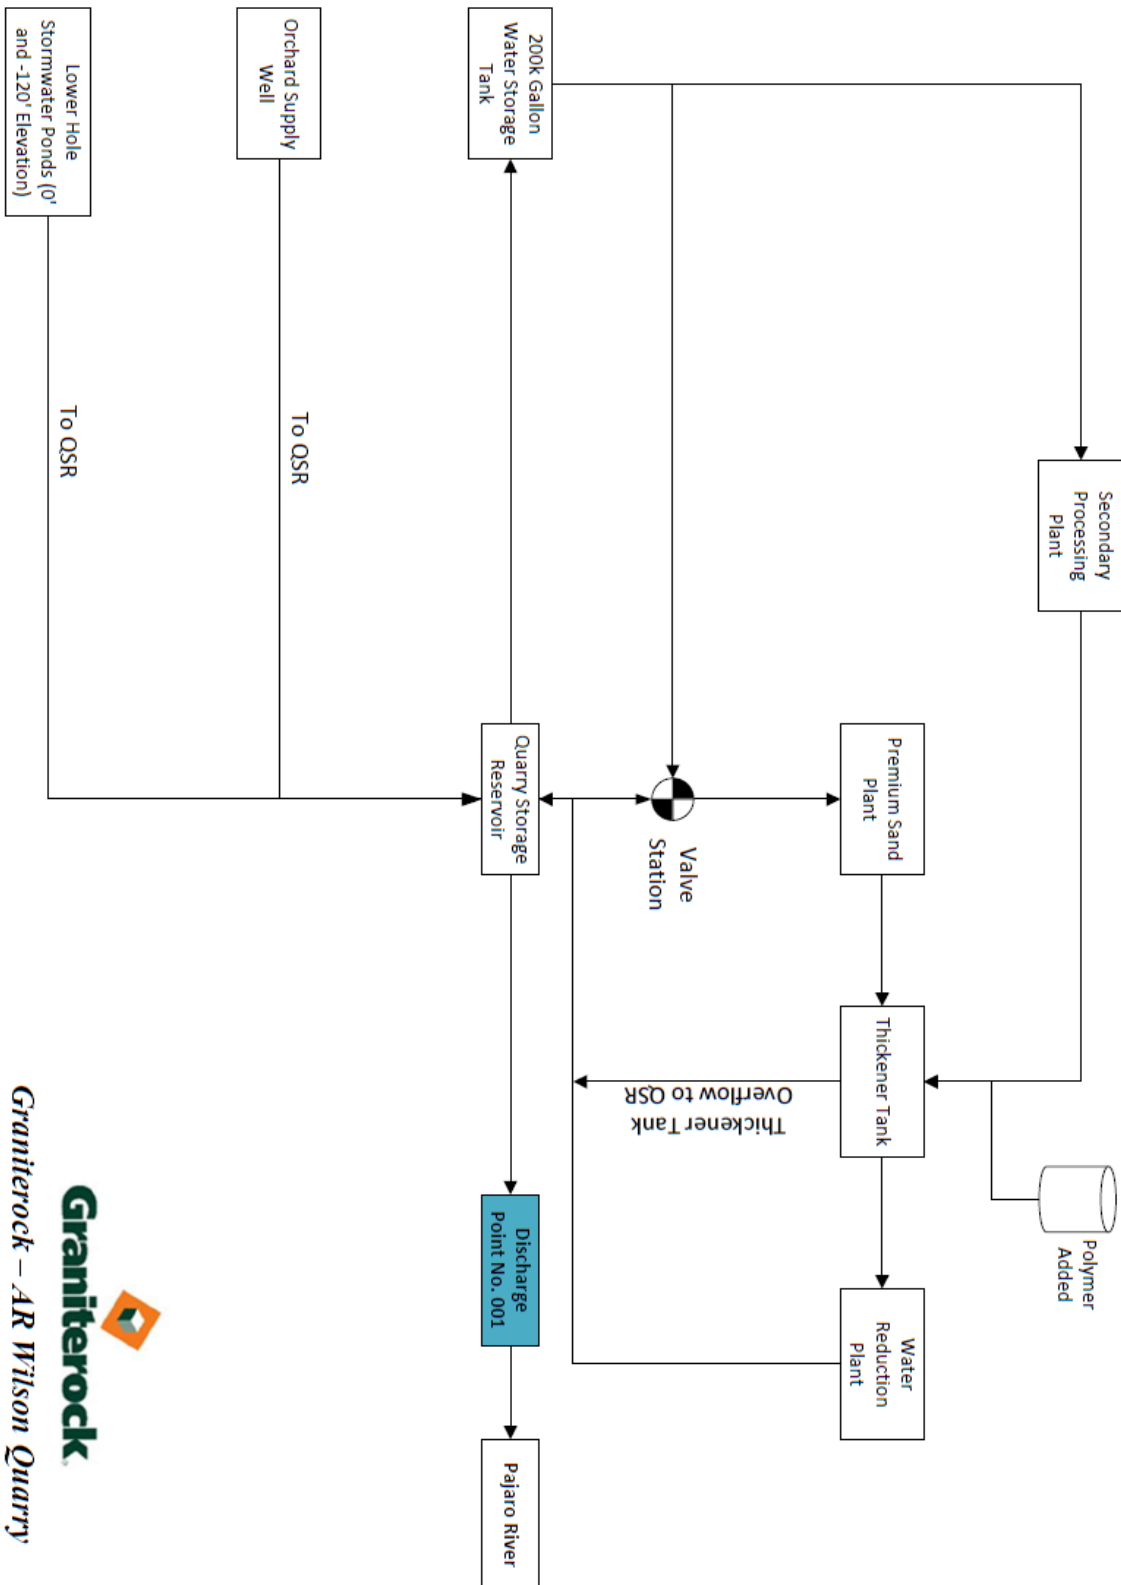 Secondary
Processing
Plant
Polymer
Added
Premium Sand
Plant
Thickener Tank
Water
Reduction
Plant
Valve
Station
Thickener Tank
Overflow to QSR
200k Gallon
Water Storage
Tank
Quarry Storage
Reservoir
Discharge
Point No. 001
Pajaro River
Orchard Supply
Well
To QSR
Lower Hole
Stormwater Ponds (0'
and -120' Elevation)
To QSR
Graniterock
Graniterock – AR Wilson Quarry